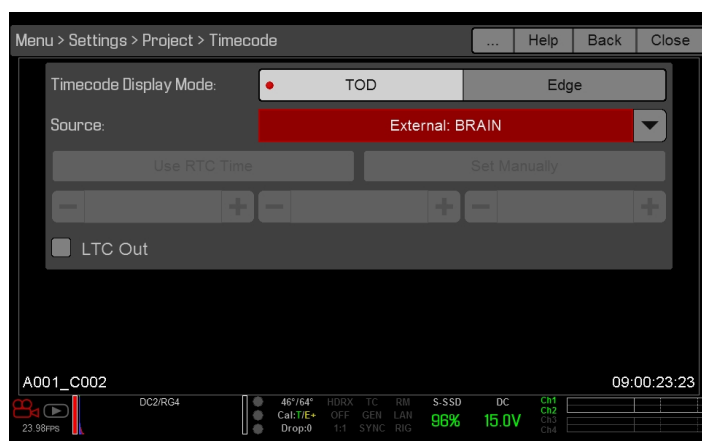 Menu > Settings > Project > Timecode ... Help Back Close
Timecode Display Mode: TOD Edge
Source: External: BRAIN
Use RTC Time Set Manually
LTC Out
A001_C002 09:00:23:23
DC2/RG4 46°/64° HDRX TC RM S-SSD DC Ch1
Cal:T/E+ OFF GEN LAN 96% 15.0V Ch2
Ch3
23.98FPS Drop:0 1:1 SYNC RIG Ch4